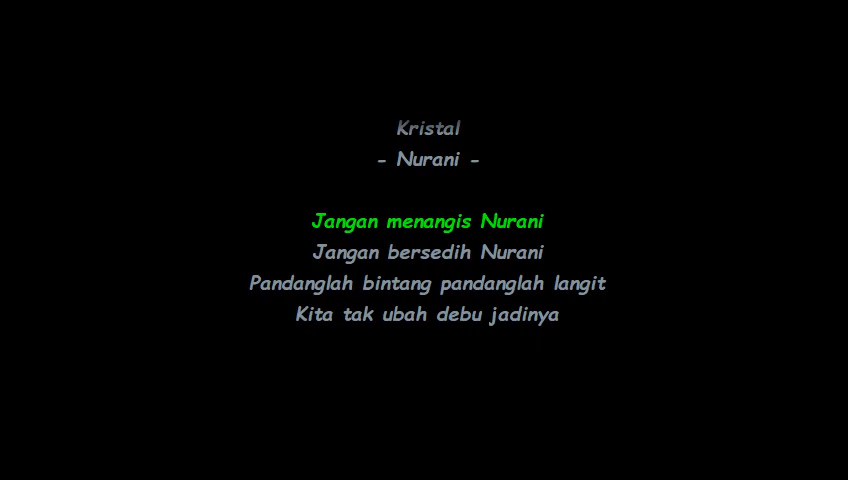 Kristal
- Nurani -
Jangan menangis Nurani
Jangan bersedih Nurani
Pandanglah bintang pandanglah langit
Kita tak ubah debu jadinya